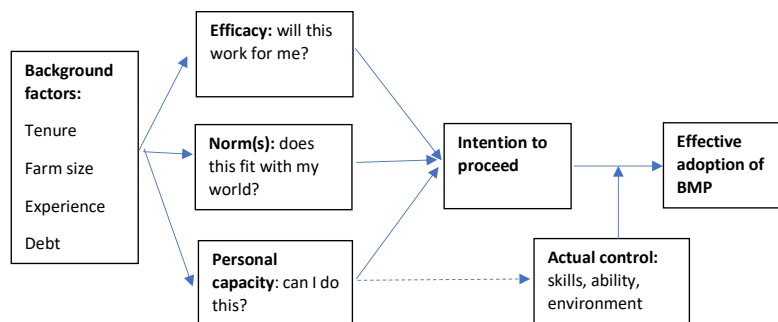 Background
factors:
Tenure
Farm size
Experience
Debt
Efficacy: will this
work for me?
Norm(s): does
this fit with my
world?
Personal
capacity: can I do
this?
Intention to
proceed
Actual control:
skills, ability,
environment
Effective
adoption of
BMP